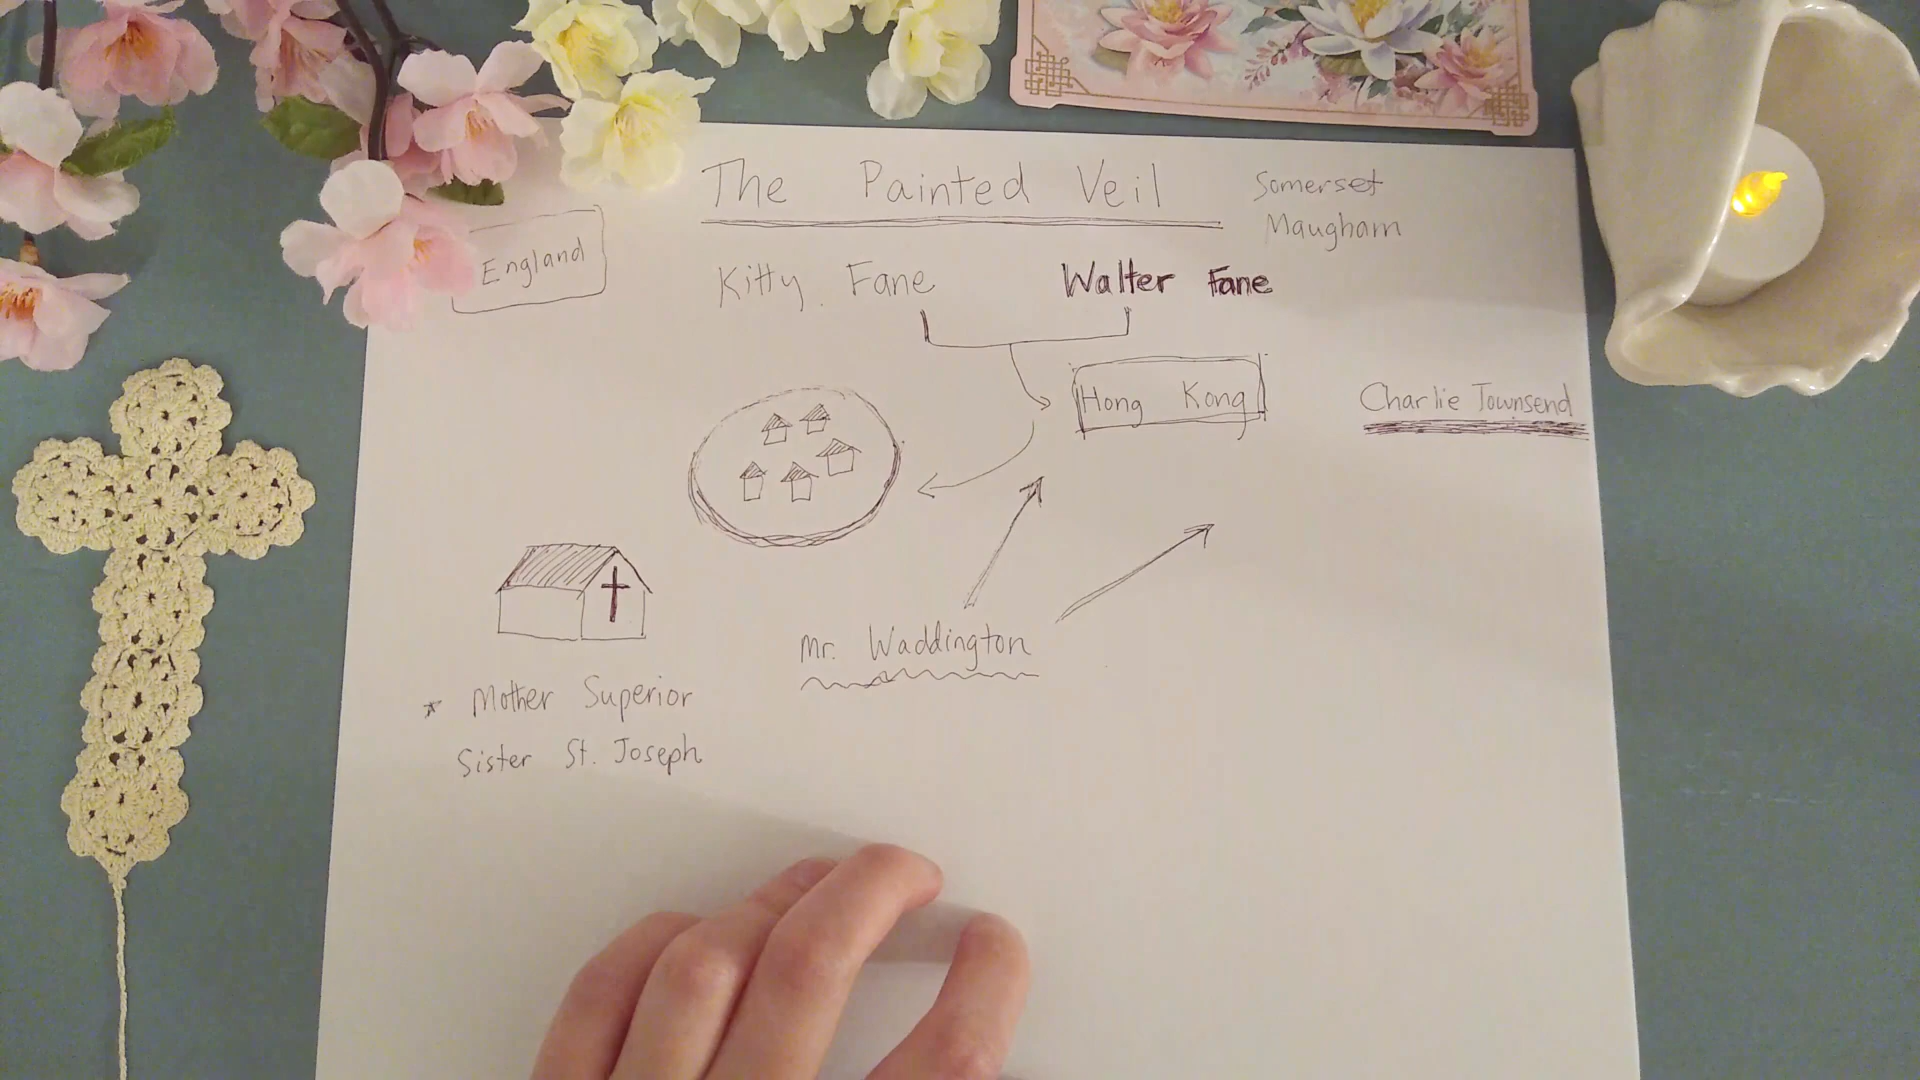 The Painted Veil
Somerset
Maugham
England
Kitty Fane
Walter Fane
Hong Kong
Charlie Townsend
Mr. Waddington
* Mother Superior
Sister St. Joseph